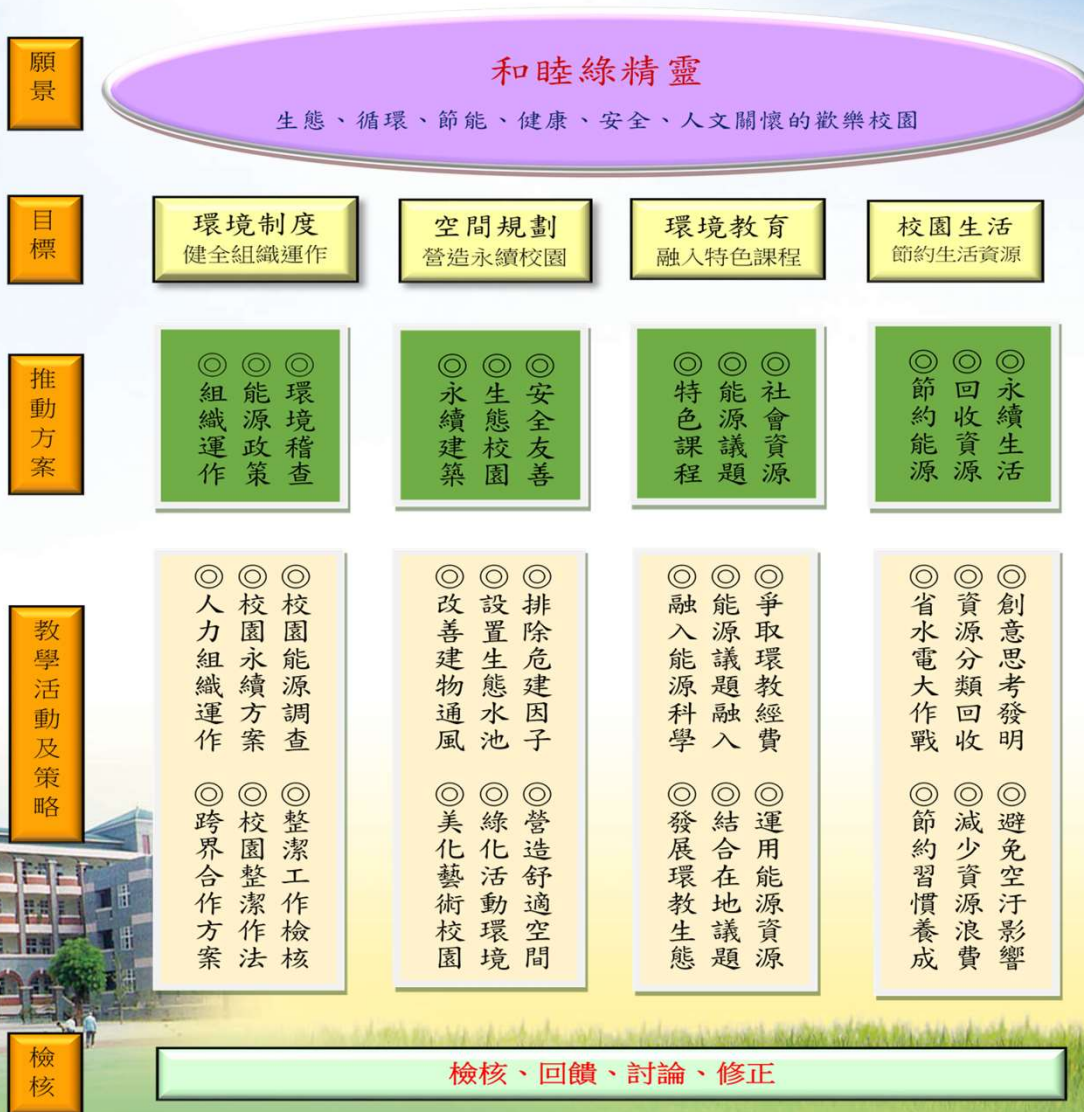 願景
和睦綠精靈
生態、循環、節能、健康、安全、人文關懷的歡樂校園
目標
環境制度
健全組織運作
空間規劃
營造永續校園
環境教育
融入特色課程
校園生活
節約生活資源
推動方案
◎組織運作
◎能源政策
◎環境稽查
◎永續建築
◎生態校園
◎安全友善
◎特色課程
◎能源議題
◎社會資源
◎節約能源
◎回收資源
◎永續生活
教學活動及策略
◎人力組織運作
◎校園永續方案
◎校園能源調查
◎跨界合作方案
◎校園整潔作法
◎整潔工作檢核
◎改善建物通風
◎設置生態水池
◎排除危建因子
◎美化藝術校園
◎綠化活動環境
◎營造舒適空間
◎融入能源科學
◎能源議題融入
◎爭取環教經費
◎發展環教生態
◎結合在地議題
◎運用能源資源
◎省水電大作戰
◎資源分類回收
◎創意思考發明
◎節約習慣養成
◎減少資源浪費
◎避免空汙影響
檢核
檢核、回饋、討論、修正